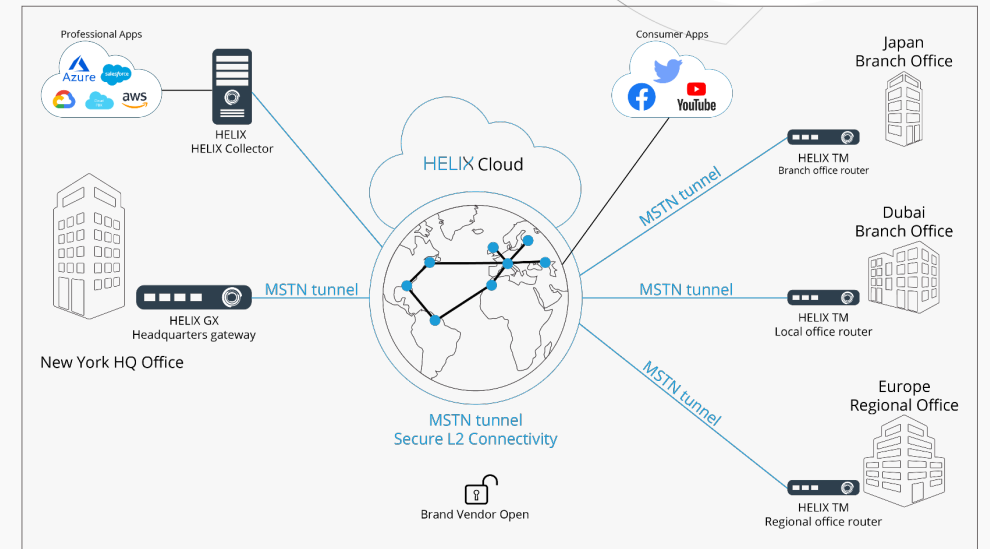 Professional Apps
Azure
salesforce
aws
HELIX
HELIX Collector
Consumer Apps
YouTube
Japan
Branch Office
HELIX TM
Branch office router
HELIX Cloud
MSTN tunnel
Dubai
Branch Office
MSTN tunnel
HELIX TM
Local office router
MSTN tunnel
HELIX GX
Headquarters gateway
New York HQ Office
MSTN tunnel
Europe
Regional Office
MSTN tunnel
Secure L2 Connectivity
HELIX TM
Regional office router
Brand Vendor Open